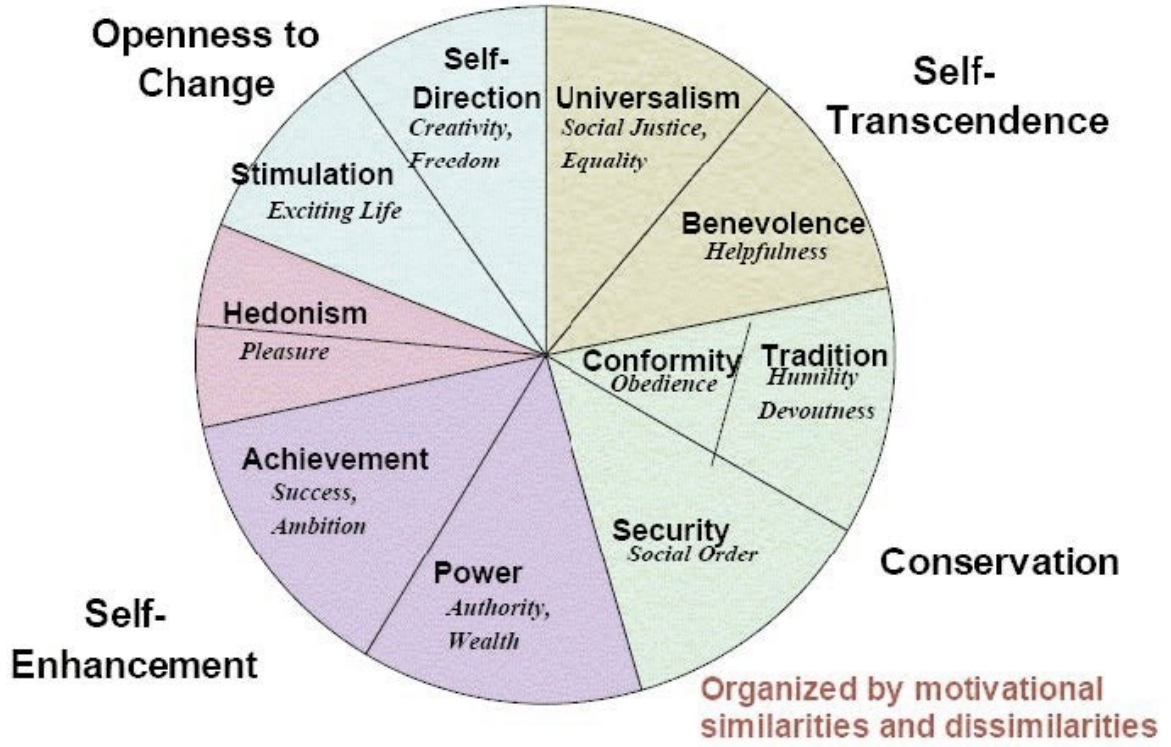 Openness to
Change
Self-
Direction
Creativity,
Freedom
Universalism
Social Justice,
Equality
Self-
Transcendence
Stimulation
Exciting Life
Benevolence
Helpfulness
Hedonism
Pleasure
Conformity
Obedience
Tradition
Humility
Devoutness
Achievement
Success,
Ambition
Security
Social Order
Power
Authority,
Wealth
Conservation
Self-
Enhancement
Organized by motivational
similarities and dissimilarities